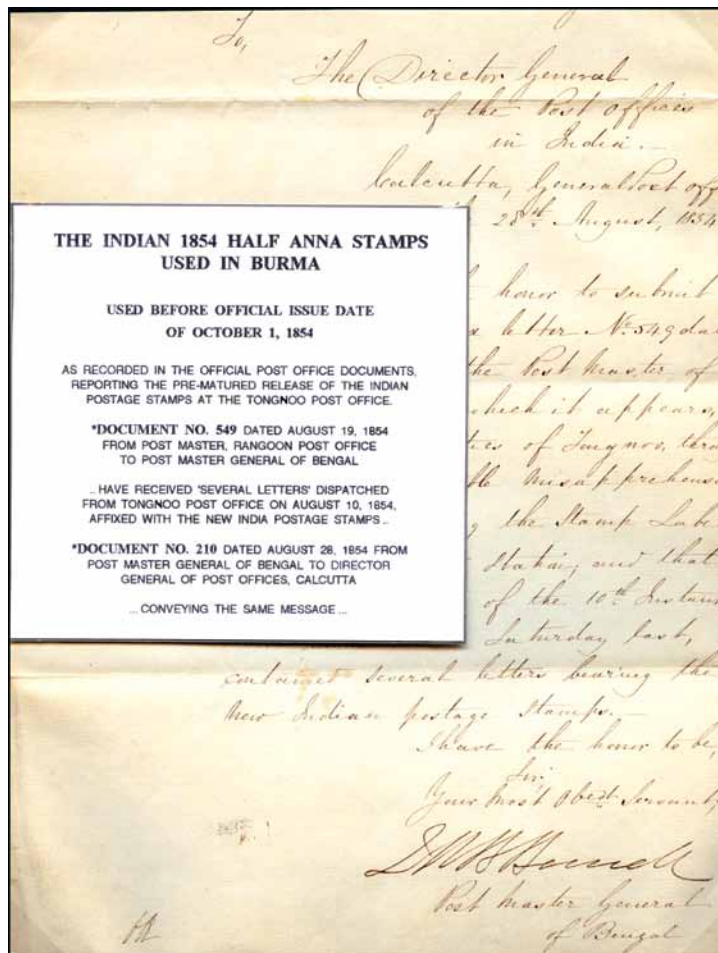 To,
The Director General
of the Post offices
in India.—
Calcutta, General Post off
28th August, 1854
THE INDIAN 1854 HALF ANNA STAMPS
USED IN BURMA
USED BEFORE OFFICIAL ISSUE DATE
OF OCTOBER 1, 1854
AS RECORDED IN THE OFFICIAL POST OFFICE DOCUMENTS,
REPORTING THE PRE-MATURED RELEASE OF THE INDIAN
POSTAGE STAMPS AT THE TONGNOO POST OFFICE.
*DOCUMENT NO. 549 DATED AUGUST 19, 1854
FROM POST MASTER, RANGOON POST OFFICE
TO POST MASTER GENERAL OF BENGAL
...HAVE RECEIVED 'SEVERAL LETTERS' DISPATCHED
FROM TONGNOO POST OFFICE ON AUGUST 10, 1854,
AFFIXED WITH THE NEW INDIA POSTAGE STAMPS...
*DOCUMENT NO. 210 DATED AUGUST 28, 1854 FROM
POST MASTER GENERAL OF BENGAL TO DIRECTOR
GENERAL OF POST OFFICES, CALCUTTA
... CONVEYING THE SAME MESSAGE ...
honor to submit
letter No. 549 da
the Post Master of
which it appears,
of Tungnoo, thro
misapprehens
the Stamp Labe
Station, and that
of the 10th Instan
Saturday last,
contained several letters bearing the
new Indian postage stamps.—
I have the honor to be,
Sir,
Your most obedt Servant,
Post Master General
of Bengal